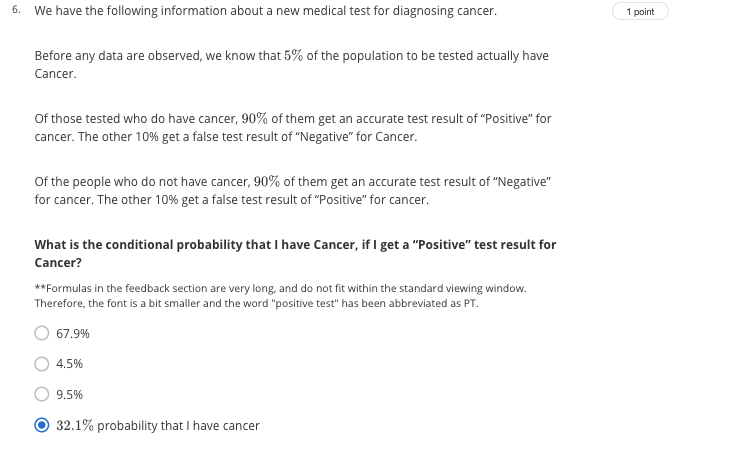 6. We have the following information about a new medical test for diagnosing cancer.
1 point
Before any data are observed, we know that 5% of the population to be tested actually have
Cancer.
Of those tested who do have cancer, 90% of them get an accurate test result of “Positive” for
cancer. The other 10% get a false test result of “Negative” for Cancer.
Of the people who do not have cancer, 90% of them get an accurate test result of “Negative”
for cancer. The other 10% get a false test result of “Positive” for cancer.
What is the conditional probability that I have Cancer, if I get a “Positive” test result for
Cancer?
**Formulas in the feedback section are very long, and do not fit within the standard viewing window.
Therefore, the font is a bit smaller and the word "positive test" has been abbreviated as PT.
67.9%
4.5%
9.5%
32.1% probability that I have cancer